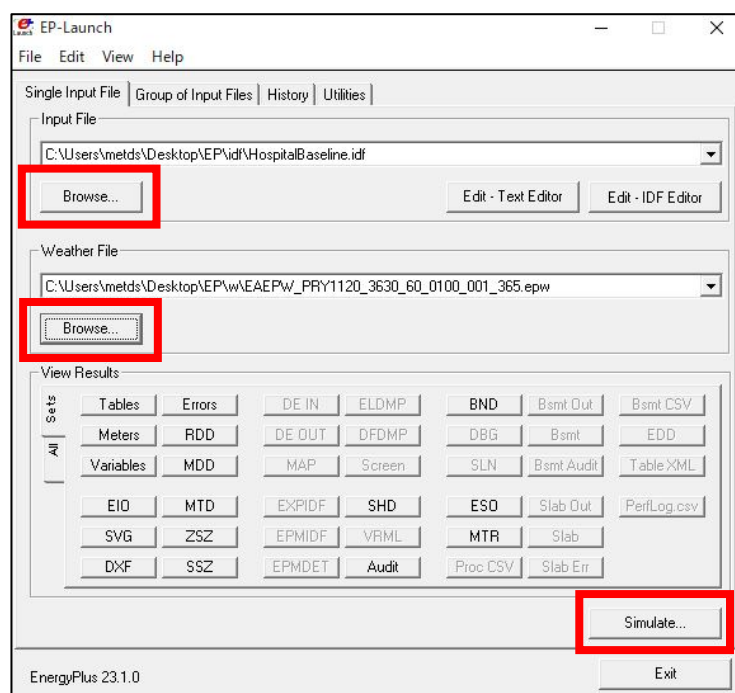 EP-Launch
File Edit View Help
Single Input File Group of Input Files History Utilities
Input File
C:\Users\metds\Desktop\EP\idf\HospitalBaseline.idf
Browse... Edit - Text Editor Edit - IDF Editor
Weather File
C:\Users\metds\Desktop\EP\w\EAEPW_PRY1120_3630_60_0100_001_365.epw
Browse...
View Results
Sets
All
Tables Errors DE IN ELDMP BND Bsmt Out Bsmt CSV
Meters RDD DE OUT DFDMP DBG Bsmt EDD
Variables MDD MAP Screen SLN Bsmt Audit Table XML
EIO MTD EXPIDF SHD ESO Slab Out PerfLog.csv
SVG ZSZ EPMIDF VRML MTR Slab
DXF SSZ EPMDET Audit Proc CSV Slab Err
Simulate...
EnergyPlus 23.1.0 Exit